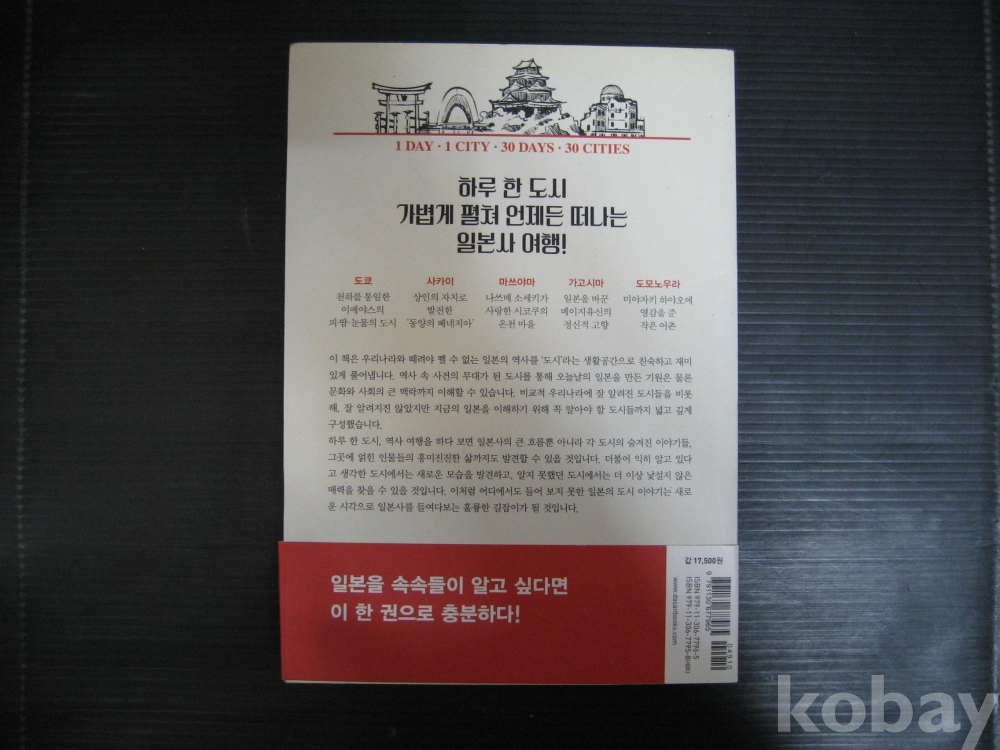 1 DAY · 1 CITY · 30 DAYS · 30 CITIES
하루 한 도시
가볍게 펼쳐 언제든 떠나는
일본사 여행!
도쿄
천하를 통일한
이에야스의
피·땀·눈물의 도시
사카이
상인의 자치로
발전한
'동양의 베네치아'
마쓰야마
나쓰메 소세키가
사랑한 시코쿠의
온천 마을
가고시마
일본을 바꾼
메이지유신의
정신적 고향
도모노우라
미야자키 하야오에
영감을 준
작은 어촌
이 책은 우리나라와 떼려야 뗄 수 없는 일본의 역사를 '도시'라는 생활공간으로 친숙하고 재미
있게 풀어냅니다. 역사 속 사건의 무대가 된 도시를 통해 오늘날의 일본을 만든 기원은 물론
문화와 사회의 큰 맥락까지 이해할 수 있습니다. 비교적 우리나라에 잘 알려진 도시들을 비롯
해, 잘 알려지진 않았지만 지금의 일본을 이해하기 위해 꼭 알아야 할 도시들까지 넓고 깊게
구성했습니다.
하루 한 도시, 역사 여행을 하다 보면 일본사의 큰 흐름뿐 아니라 각 도시의 숨겨진 이야기들,
그곳에 얽힌 인물들의 흥미진진한 삶까지도 발견할 수 있을 것입니다. 더불어 익히 알고 있다
고 생각한 도시에서는 새로운 모습을 발견하고, 알지 못했던 도시에서는 더 이상 낯설지 않은
매력을 찾을 수 있을 것입니다. 이처럼 어디에서도 들어 보지 못한 일본의 도시 이야기는 새로
운 시각으로 일본사를 들여다보는 훌륭한 길잡이가 될 것입니다.
일본을 속속들이 알고 싶다면
이 한 권으로 충분하다!
값 17,500원
9 791130 677965
04910
ISBN 979-11-306-7796-5
ISBN 979-11-306-7795-8(세트)
www.dasanbooks.com
kobay